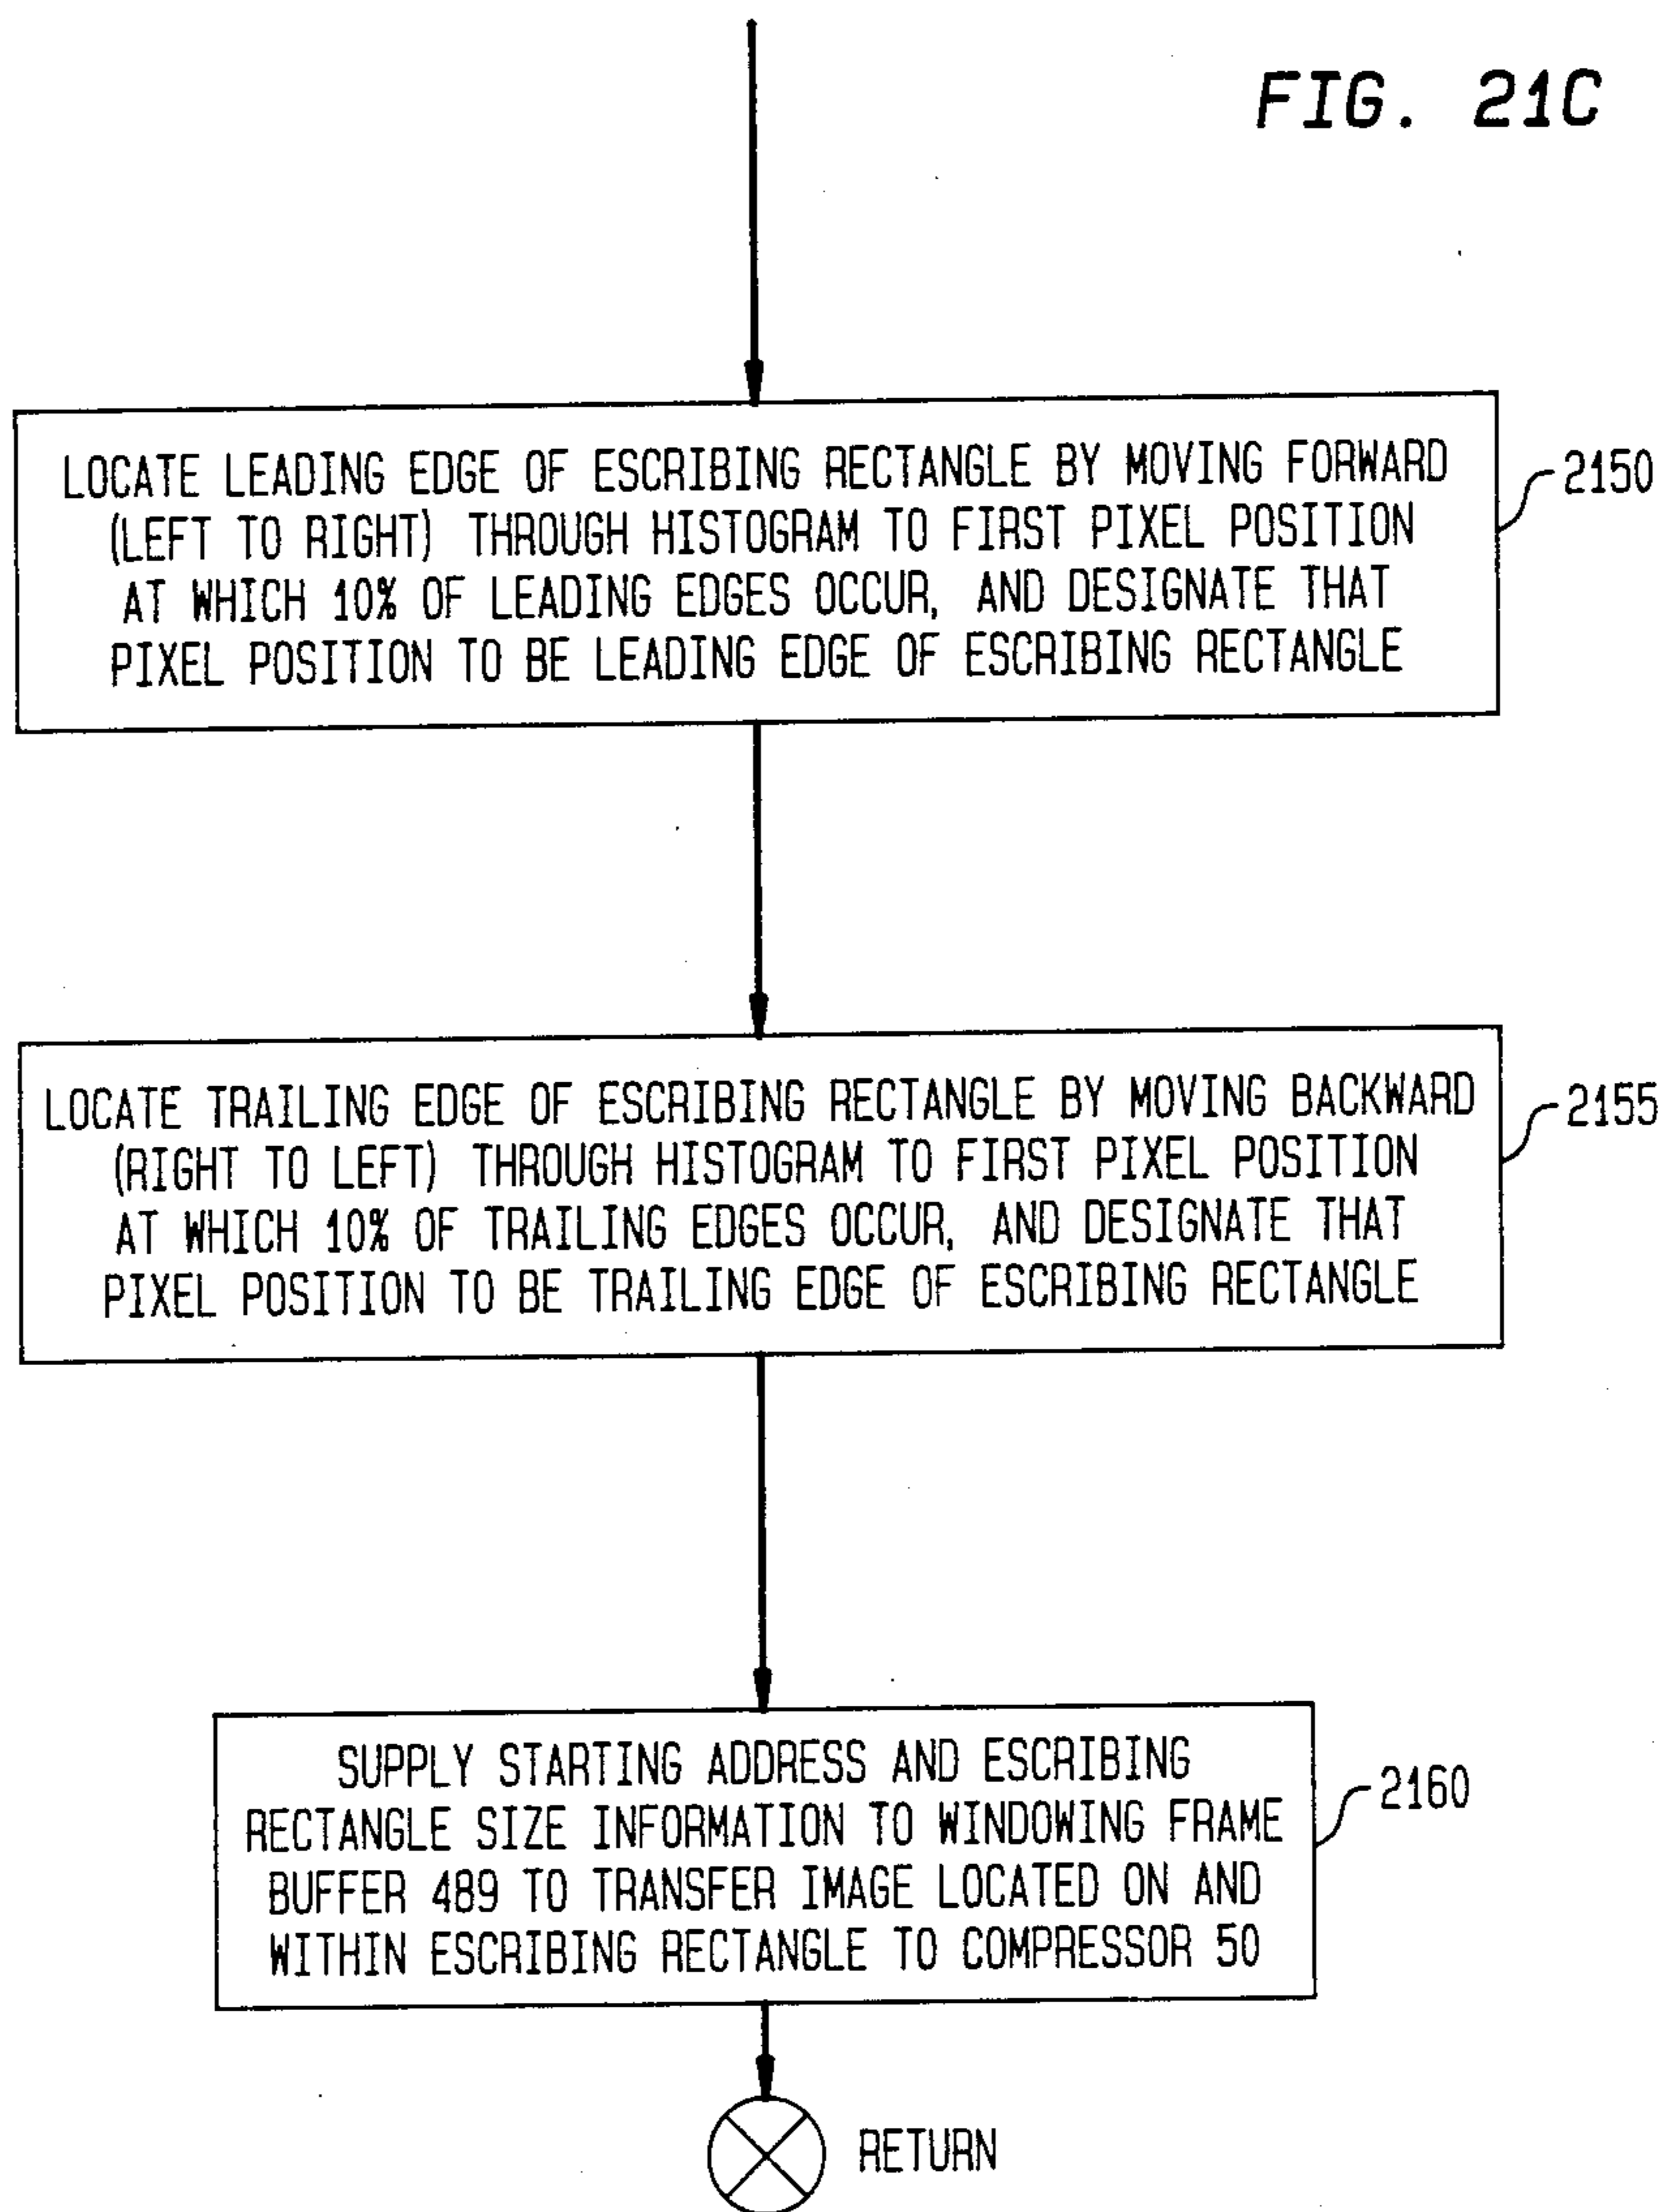 FIG. 21C
LOCATE LEADING EDGE OF ESCRIBING RECTANGLE BY MOVING FORWARD
(LEFT TO RIGHT) THROUGH HISTOGRAM TO FIRST PIXEL POSITION
AT WHICH 10% OF LEADING EDGES OCCUR, AND DESIGNATE THAT
PIXEL POSITION TO BE LEADING EDGE OF ESCRIBING RECTANGLE
2150
LOCATE TRAILING EDGE OF ESCRIBING RECTANGLE BY MOVING BACKWARD
(RIGHT TO LEFT) THROUGH HISTOGRAM TO FIRST PIXEL POSITION
AT WHICH 10% OF TRAILING EDGES OCCUR, AND DESIGNATE THAT
PIXEL POSITION TO BE TRAILING EDGE OF ESCRIBING RECTANGLE
2155
SUPPLY STARTING ADDRESS AND ESCRIBING
RECTANGLE SIZE INFORMATION TO WINDOWING FRAME
BUFFER 489 TO TRANSFER IMAGE LOCATED ON AND
WITHIN ESCRIBING RECTANGLE TO COMPRESSOR 50
2160
RETURN